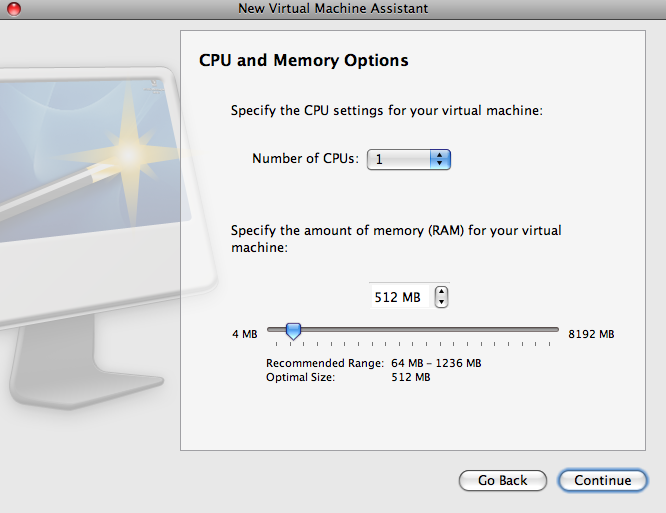 New Virtual Machine Assistant
CPU and Memory Options
Specify the CPU settings for your virtual machine:
Number of CPUs: 1
Specify the amount of memory (RAM) for your virtual
machine:
512 MB
4 MB 8192 MB
Recommended Range: 64 MB – 1236 MB
Optimal Size: 512 MB
Go Back Continue